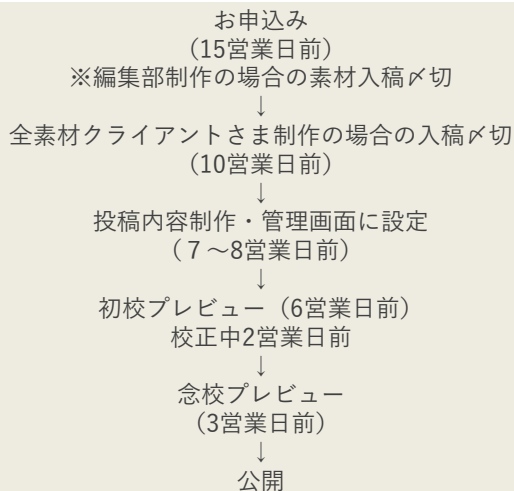 お申込み
(15営業日前)
※編集部制作の場合の素材入稿〆切
↓
全素材クライアントさま制作の場合の入稿〆切
(10営業日前)
↓
投稿内容制作・管理画面に設定
(７～8営業日前)
↓
初校プレビュー（6営業日前）
校正中2営業日前
↓
念校プレビュー
（3営業日前）
↓
公開